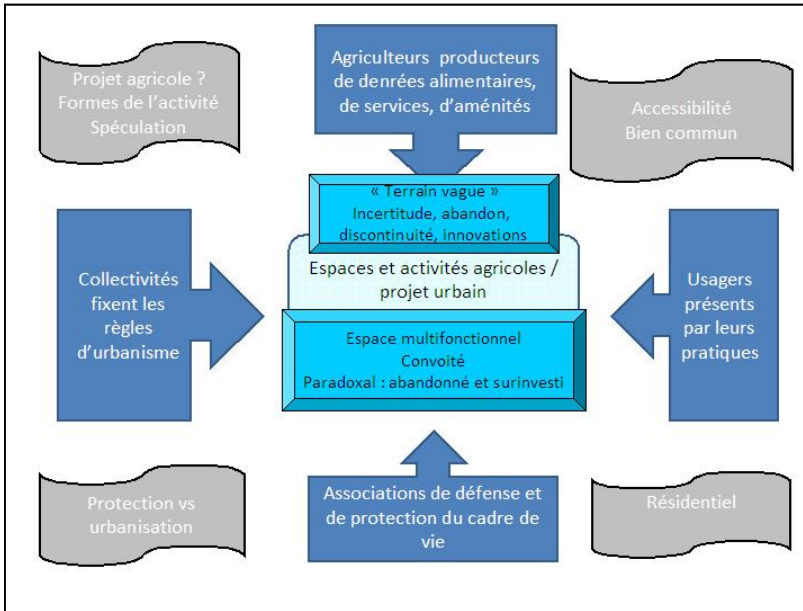 Projet agricole ?
Formes de l'activité
Spéculation
Agriculteurs producteurs
de denrées alimentaires,
de services, d'aménités
Accessibilité
Bien commun
« Terrain vague »
Incertitude, abandon,
discontinuité, innovations
Collectivités
fixent les
règles
d'urbanisme
Espaces et activités agricoles /
projet urbain
Usagers
présents
par leurs
pratiques
Espace multifonctionnel
Convoité
Paradoxal : abandonné et surinvesti
Protection vs
urbanisation
Associations de défense et
de protection du cadre de
vie
Résidentiel